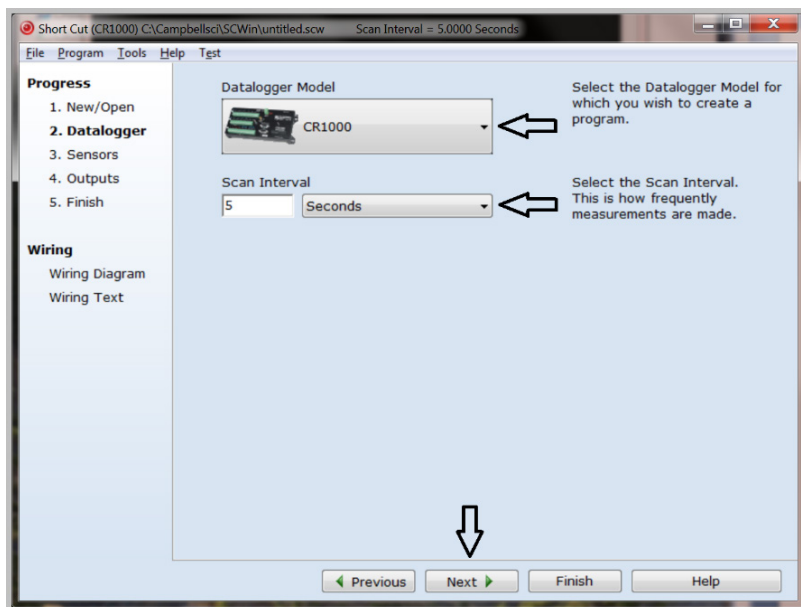 Short Cut (CR1000) C:\Campbellsci\SCWin\untitled.scw Scan Interval = 5.0000 Seconds
File Program Tools Help Test
Progress
1. New/Open
2. Datalogger
3. Sensors
4. Outputs
5. Finish
Wiring
Wiring Diagram
Wiring Text
Datalogger Model
CR1000
Select the Datalogger Model for
which you wish to create a
program.
Scan Interval
5 Seconds
Select the Scan Interval.
This is how frequently
measurements are made.
Previous Next Finish Help